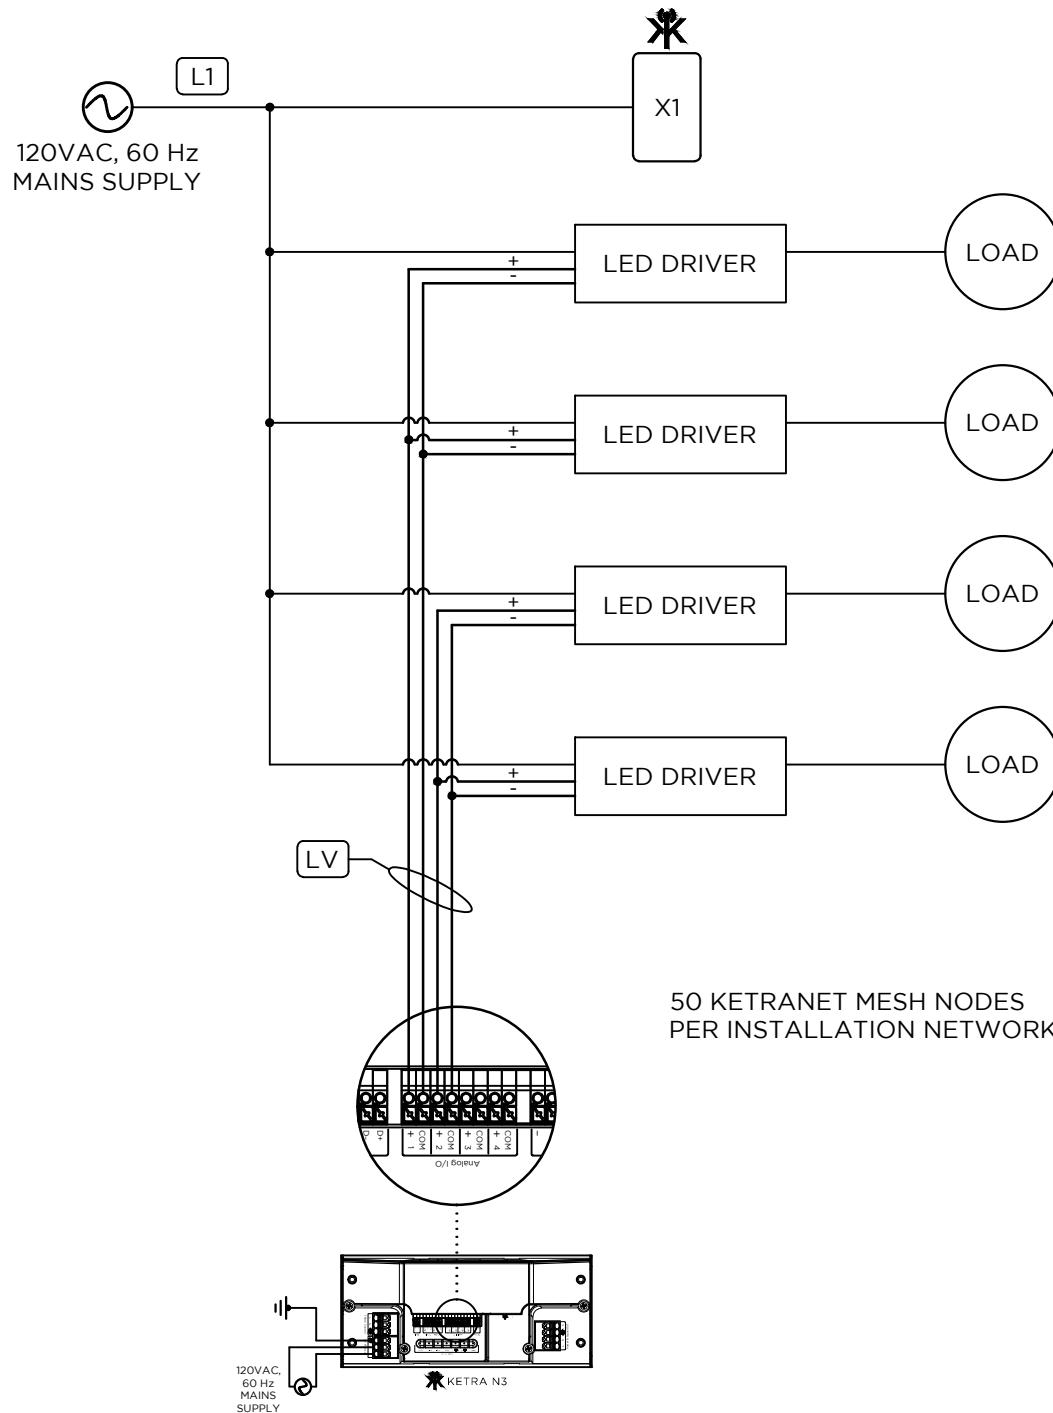 L1
X1
120VAC, 60 Hz
MAINS SUPPLY
+
-
LED DRIVER
LOAD
+
-
LED DRIVER
LOAD
+
-
LED DRIVER
LOAD
+
-
LED DRIVER
LOAD
LV
50 KETRANET MESH NODES
PER INSTALLATION NETWORK
D-
D+
+ 1 COM
+ 2 COM
+ 3 COM
+ 4 COM
-
Analog I/O
120VAC,
60 Hz
MAINS
SUPPLY
KETRA N3